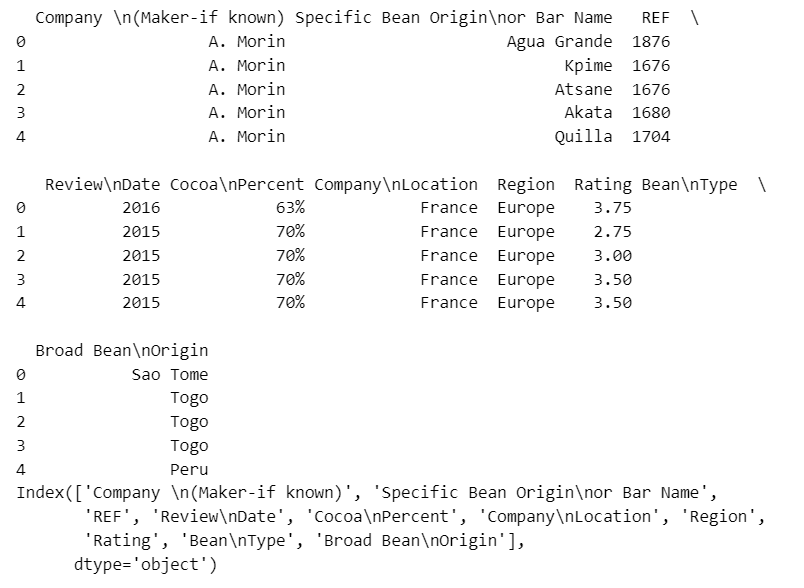 Company \n(Maker-if known) Specific Bean Origin\nor Bar Name REF \
0 A. Morin Agua Grande 1876
1 A. Morin Kpime 1676
2 A. Morin Atsane 1676
3 A. Morin Akata 1680
4 A. Morin Quilla 1704
Review\nDate Cocoa\nPercent Company\nLocation Region Rating Bean\nType \
0 2016 63% France Europe 3.75
1 2015 70% France Europe 2.75
2 2015 70% France Europe 3.00
3 2015 70% France Europe 3.50
4 2015 70% France Europe 3.50
Broad Bean\nOrigin
0 Sao Tome
1 Togo
2 Togo
3 Togo
4 Peru
Index(['Company \n(Maker-if known)', 'Specific Bean Origin\nor Bar Name',
'REF', 'Review\nDate', 'Cocoa\nPercent', 'Company\nLocation', 'Region',
'Rating', 'Bean\nType', 'Broad Bean\nOrigin'],
dtype='object')